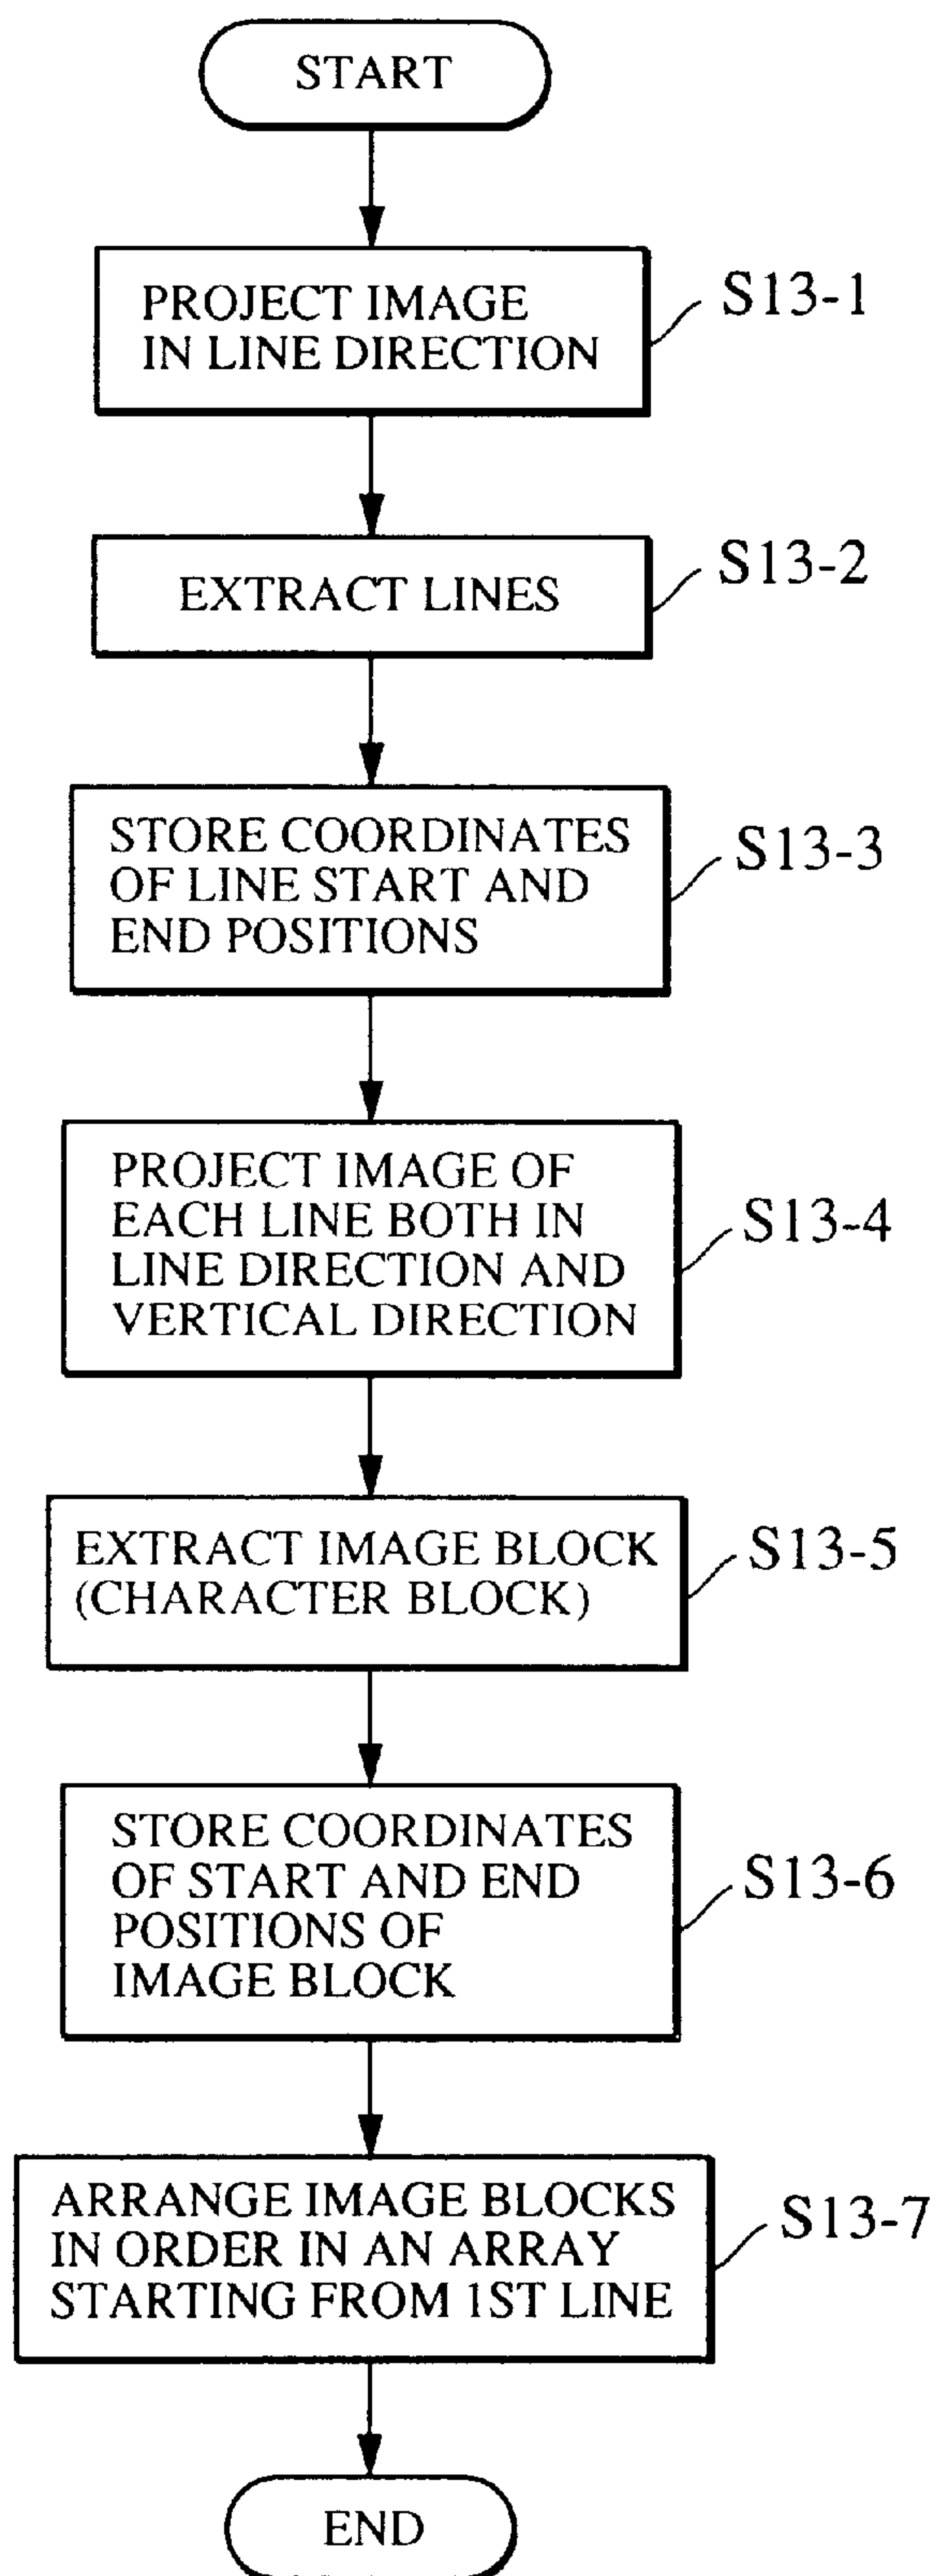 START
PROJECT IMAGE
IN LINE DIRECTION
S13-1
EXTRACT LINES
S13-2
STORE COORDINATES
OF LINE START AND
END POSITIONS
S13-3
PROJECT IMAGE OF
EACH LINE BOTH IN
LINE DIRECTION AND
VERTICAL DIRECTION
S13-4
EXTRACT IMAGE BLOCK
(CHARACTER BLOCK)
S13-5
STORE COORDINATES
OF START AND END
POSITIONS OF
IMAGE BLOCK
S13-6
ARRANGE IMAGE BLOCKS
IN ORDER IN AN ARRAY
STARTING FROM 1ST LINE
S13-7
END